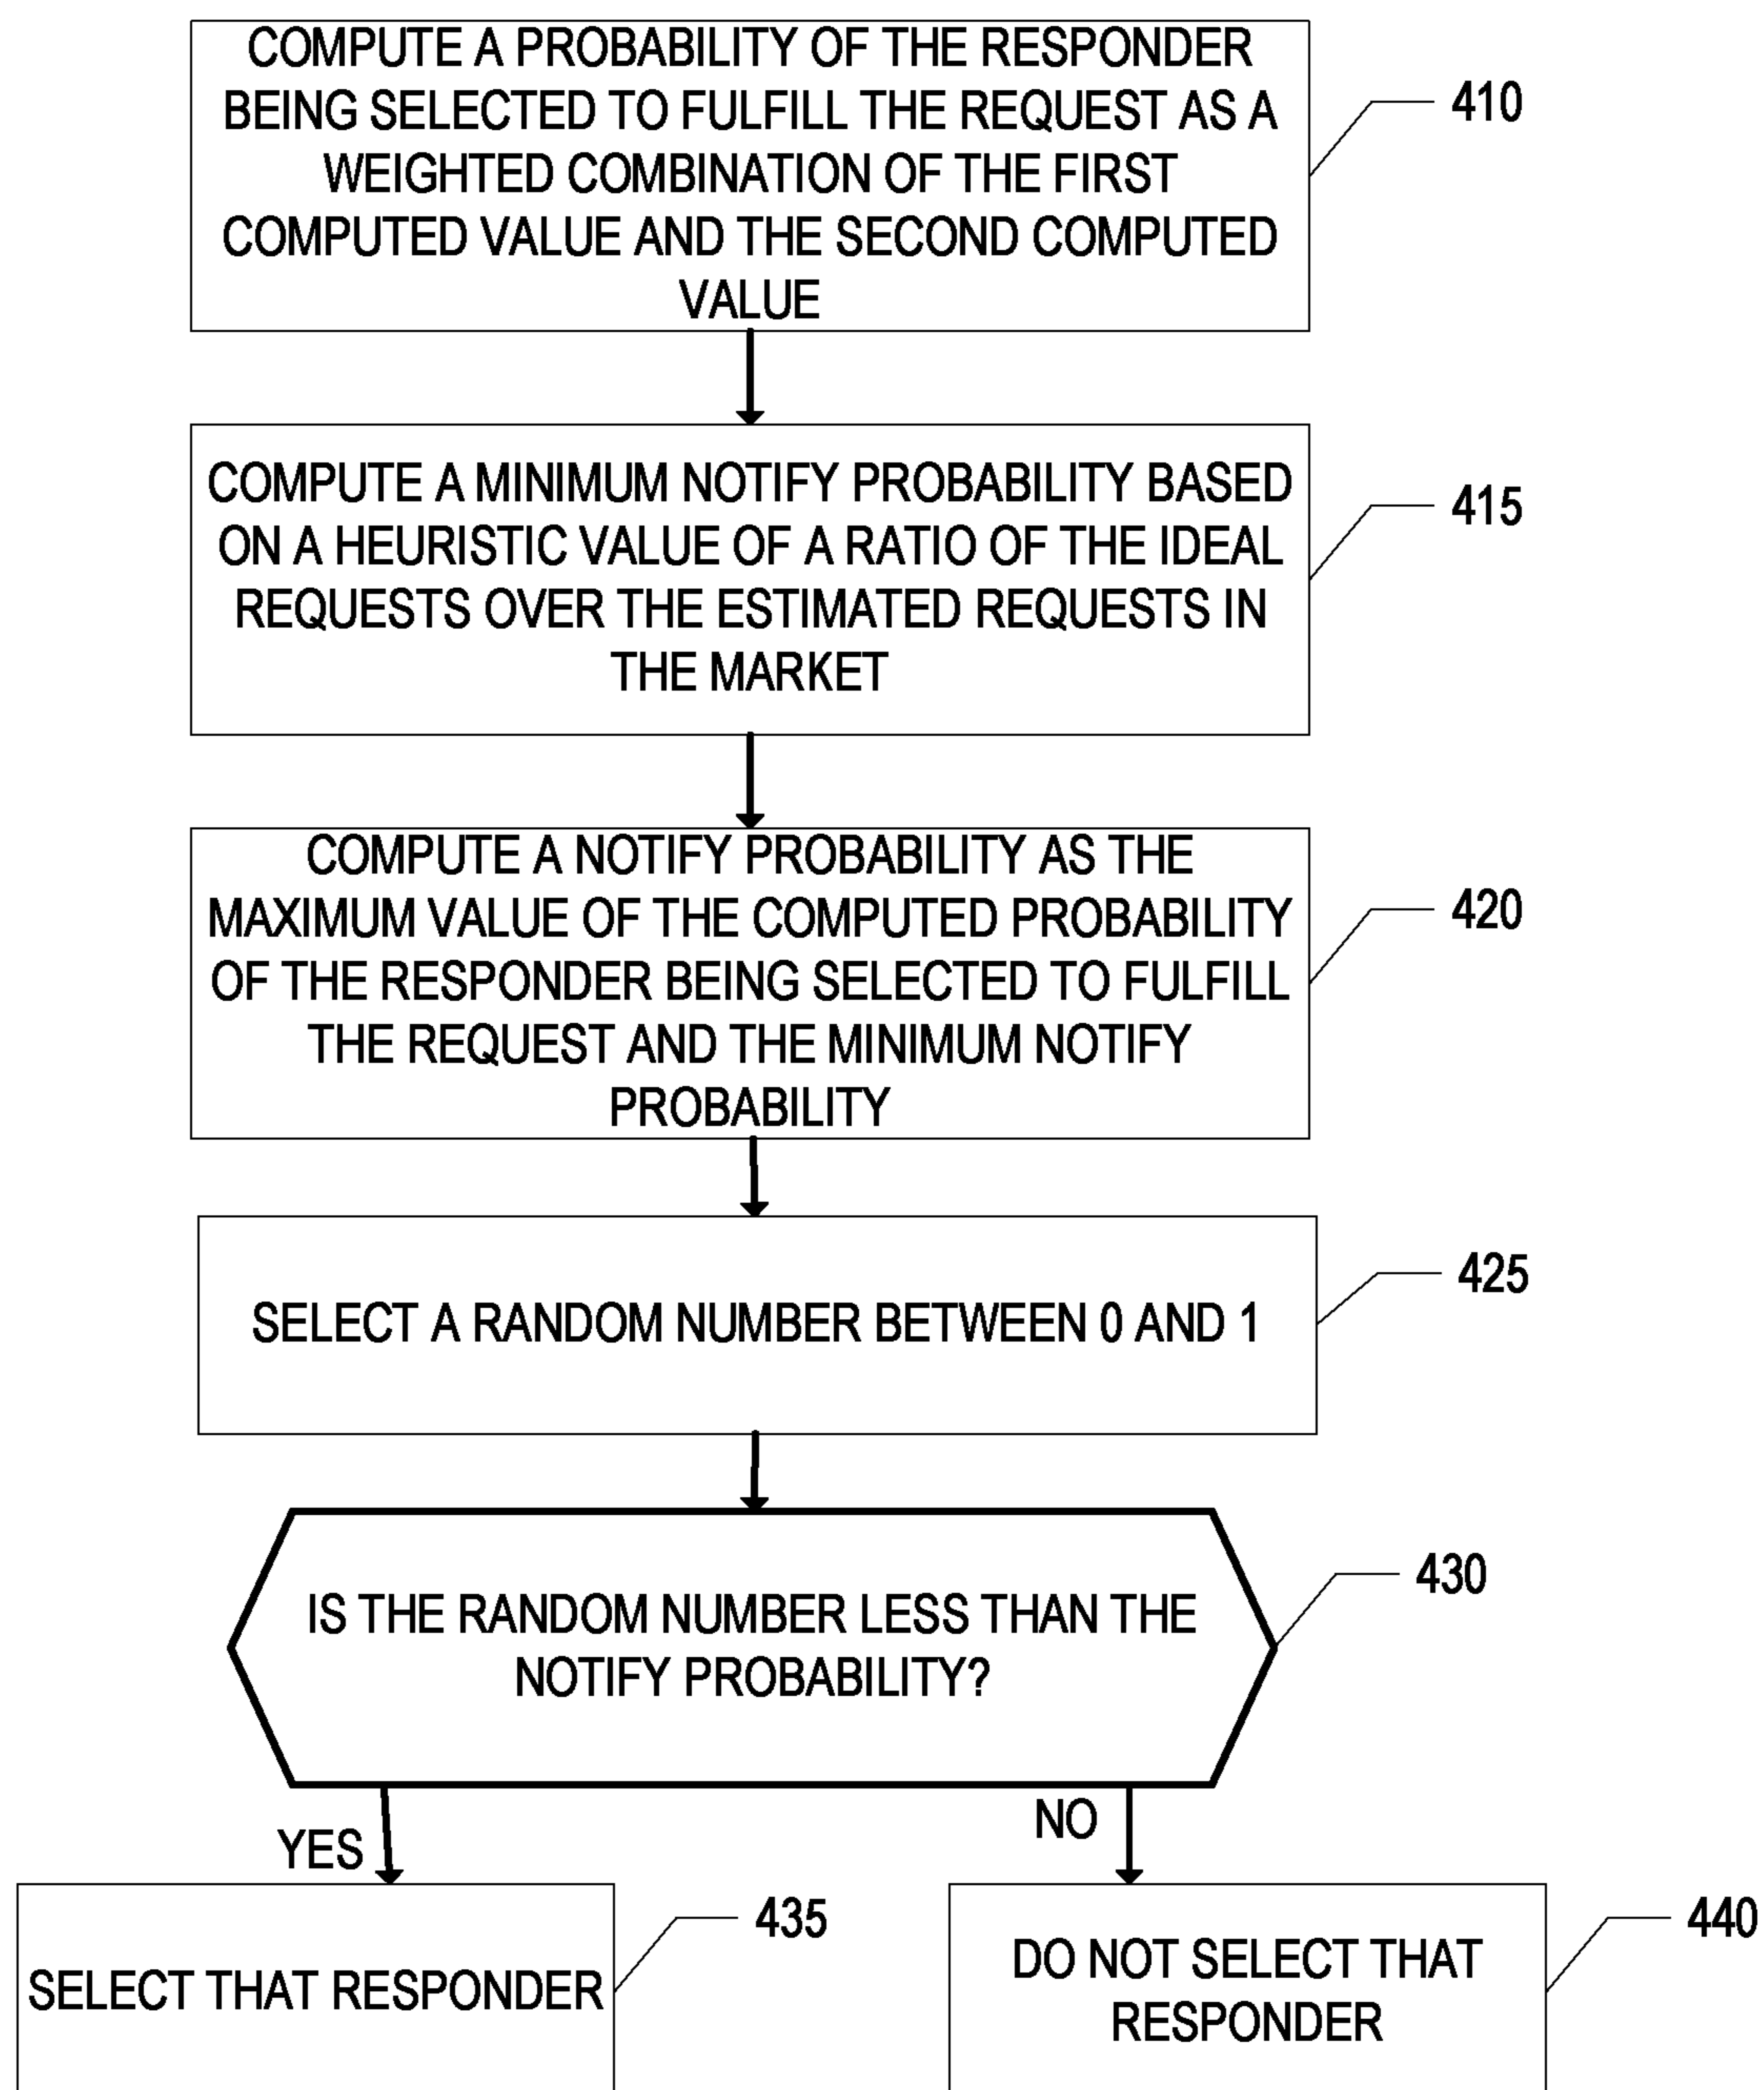 COMPUTE A PROBABILITY OF THE RESPONDER
BEING SELECTED TO FULFILL THE REQUEST AS A
WEIGHTED COMBINATION OF THE FIRST
COMPUTED VALUE AND THE SECOND COMPUTED
VALUE
410
COMPUTE A MINIMUM NOTIFY PROBABILITY BASED
ON A HEURISTIC VALUE OF A RATIO OF THE IDEAL
REQUESTS OVER THE ESTIMATED REQUESTS IN
THE MARKET
415
COMPUTE A NOTIFY PROBABILITY AS THE
MAXIMUM VALUE OF THE COMPUTED PROBABILITY
OF THE RESPONDER BEING SELECTED TO FULFILL
THE REQUEST AND THE MINIMUM NOTIFY
PROBABILITY
420
SELECT A RANDOM NUMBER BETWEEN 0 AND 1
425
IS THE RANDOM NUMBER LESS THAN THE
NOTIFY PROBABILITY?
430
YES
NO
SELECT THAT RESPONDER
435
DO NOT SELECT THAT
RESPONDER
440